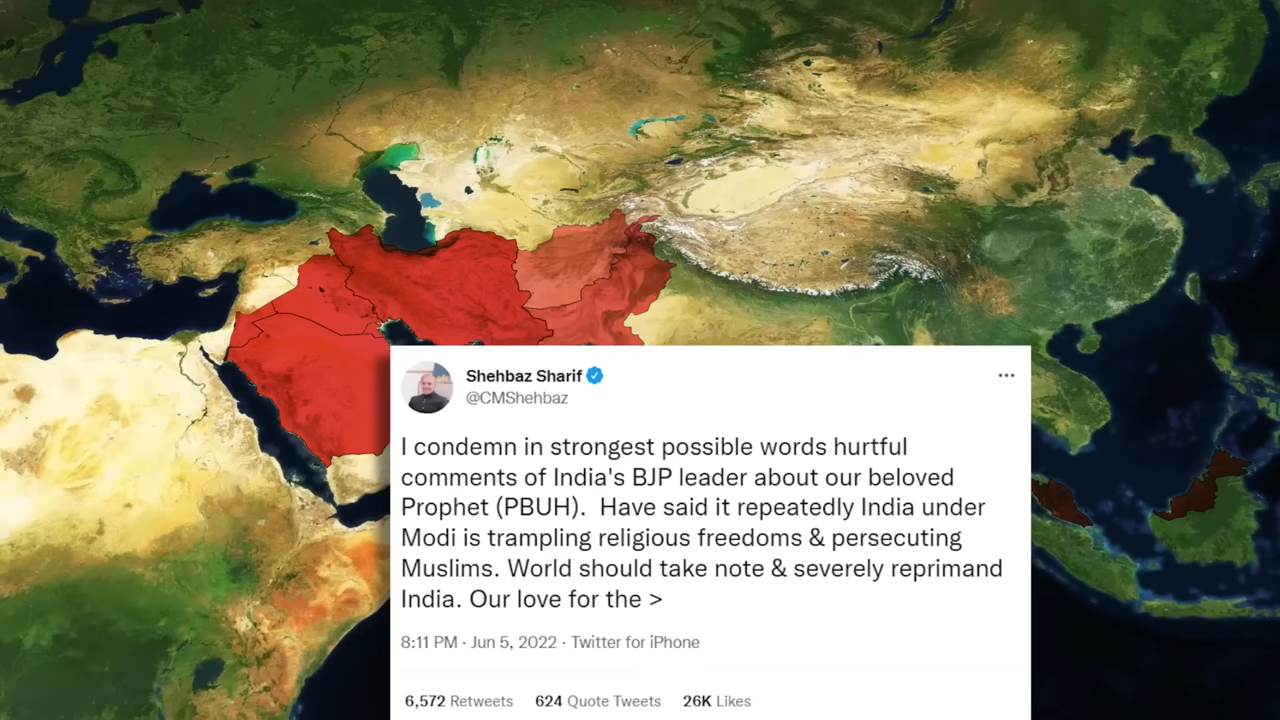 Shehbaz Sharif
@CMShehbaz
I condemn in strongest possible words hurtful
comments of India's BJP leader about our beloved
Prophet (PBUH).  Have said it repeatedly India under
Modi is trampling religious freedoms & persecuting
Muslims. World should take note & severely reprimand
India. Our love for the >
8:11 PM · Jun 5, 2022 · Twitter for iPhone
6,572 Retweets 624 Quote Tweets 26K Likes